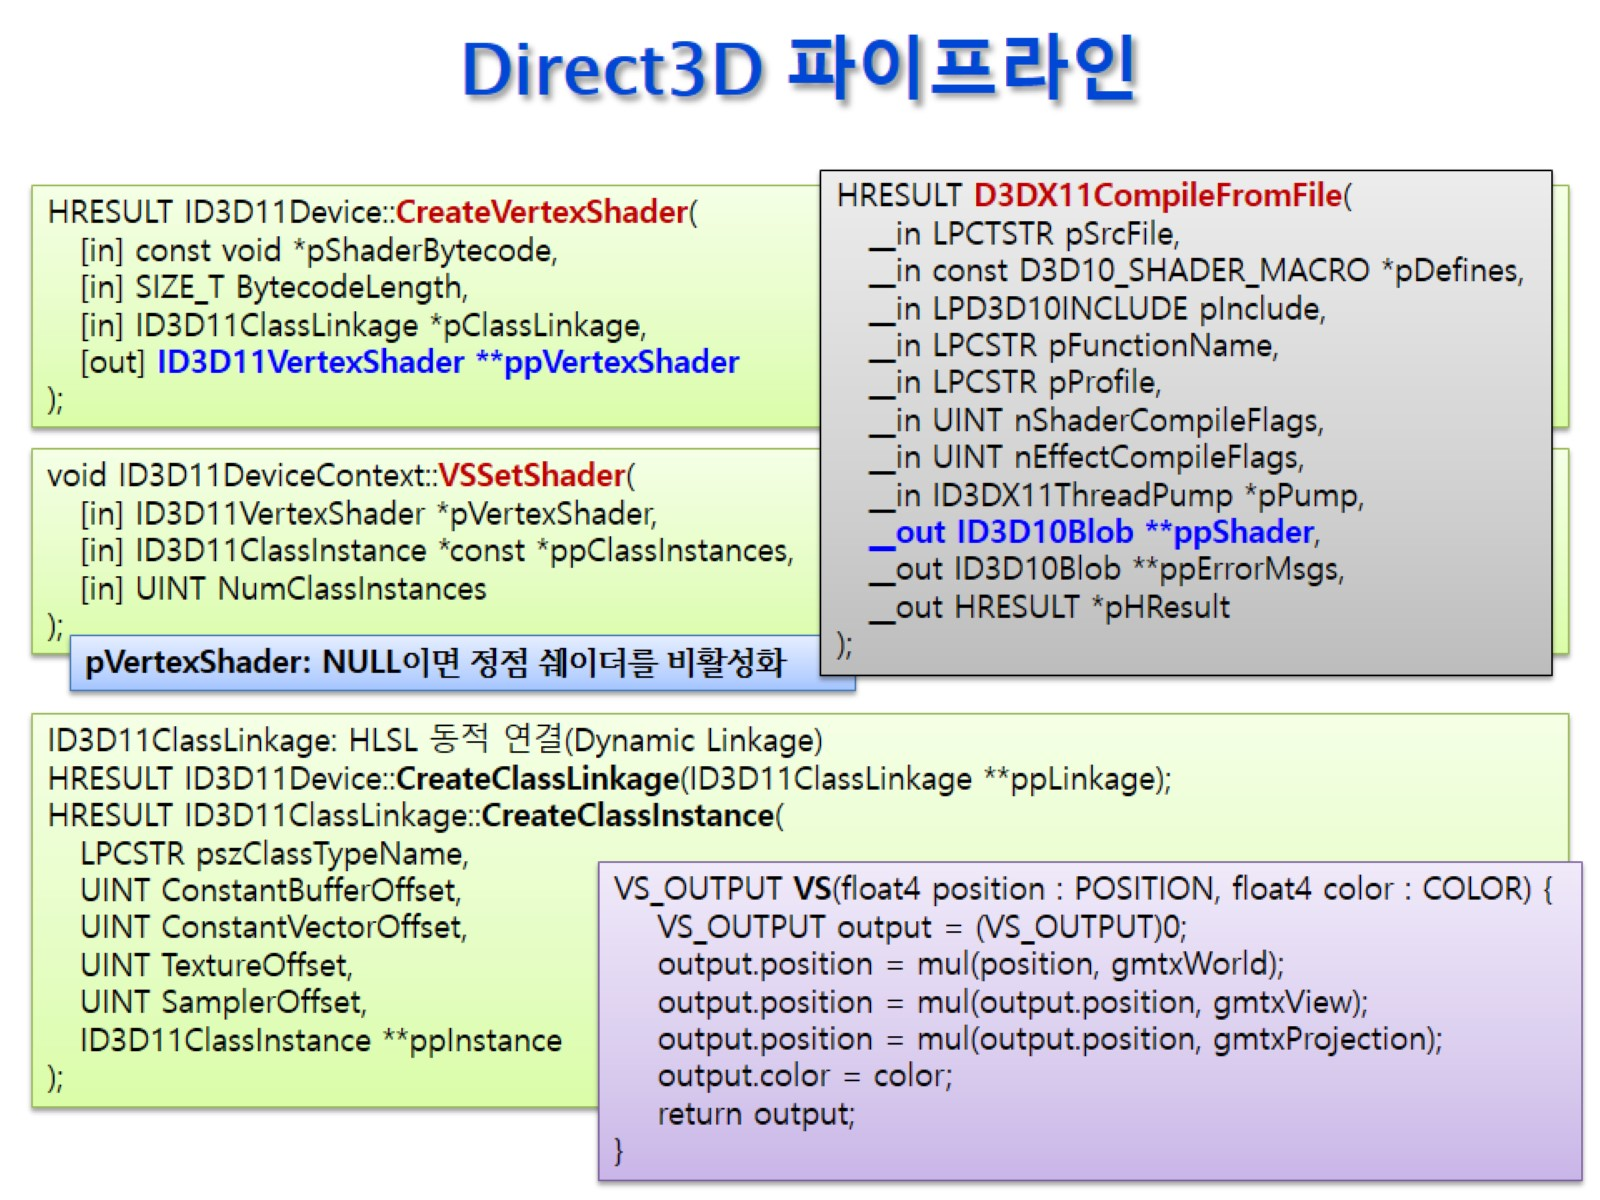 Direct3D 파이프라인
HRESULT ID3D11Device::CreateVertexShader(
[in] const void *pShaderBytecode,
[in] SIZE_T BytecodeLength,
[in] ID3D11ClassLinkage *pClassLinkage,
[out] ID3D11VertexShader **ppVertexShader
);
void ID3D11DeviceContext::VSSetShader(
[in] ID3D11VertexShader *pVertexShader,
[in] ID3D11ClassInstance *const *ppClassInstances,
[in] UINT NumClassInstances
);
pVertexShader: NULL이면 정점 쉐이더를 비활성화
HRESULT D3DX11CompileFromFile(
__in LPCTSTR pSrcFile,
__in const D3D10_SHADER_MACRO *pDefines,
__in LPD3D10INCLUDE pInclude,
__in LPCSTR pFunctionName,
__in LPCSTR pProfile,
__in UINT nShaderCompileFlags,
__in UINT nEffectCompileFlags,
__in ID3DX11ThreadPump *pPump,
__out ID3D10Blob **ppShader,
__out ID3D10Blob **ppErrorMsgs,
__out HRESULT *pHResult
);
ID3D11ClassLinkage: HLSL 동적 연결(Dynamic Linkage)
HRESULT ID3D11Device::CreateClassLinkage(ID3D11ClassLinkage **ppLinkage);
HRESULT ID3D11ClassLinkage::CreateClassInstance(
LPCSTR pszClassTypeName,
UINT ConstantBufferOffset,
UINT ConstantVectorOffset,
UINT TextureOffset,
UINT SamplerOffset,
ID3D11ClassInstance **ppInstance
);
VS_OUTPUT VS(float4 position : POSITION, float4 color : COLOR) {
VS_OUTPUT output = (VS_OUTPUT)0;
output.position = mul(position, gmtxWorld);
output.position = mul(output.position, gmtxView);
output.position = mul(output.position, gmtxProjection);
output.color = color;
return output;
}